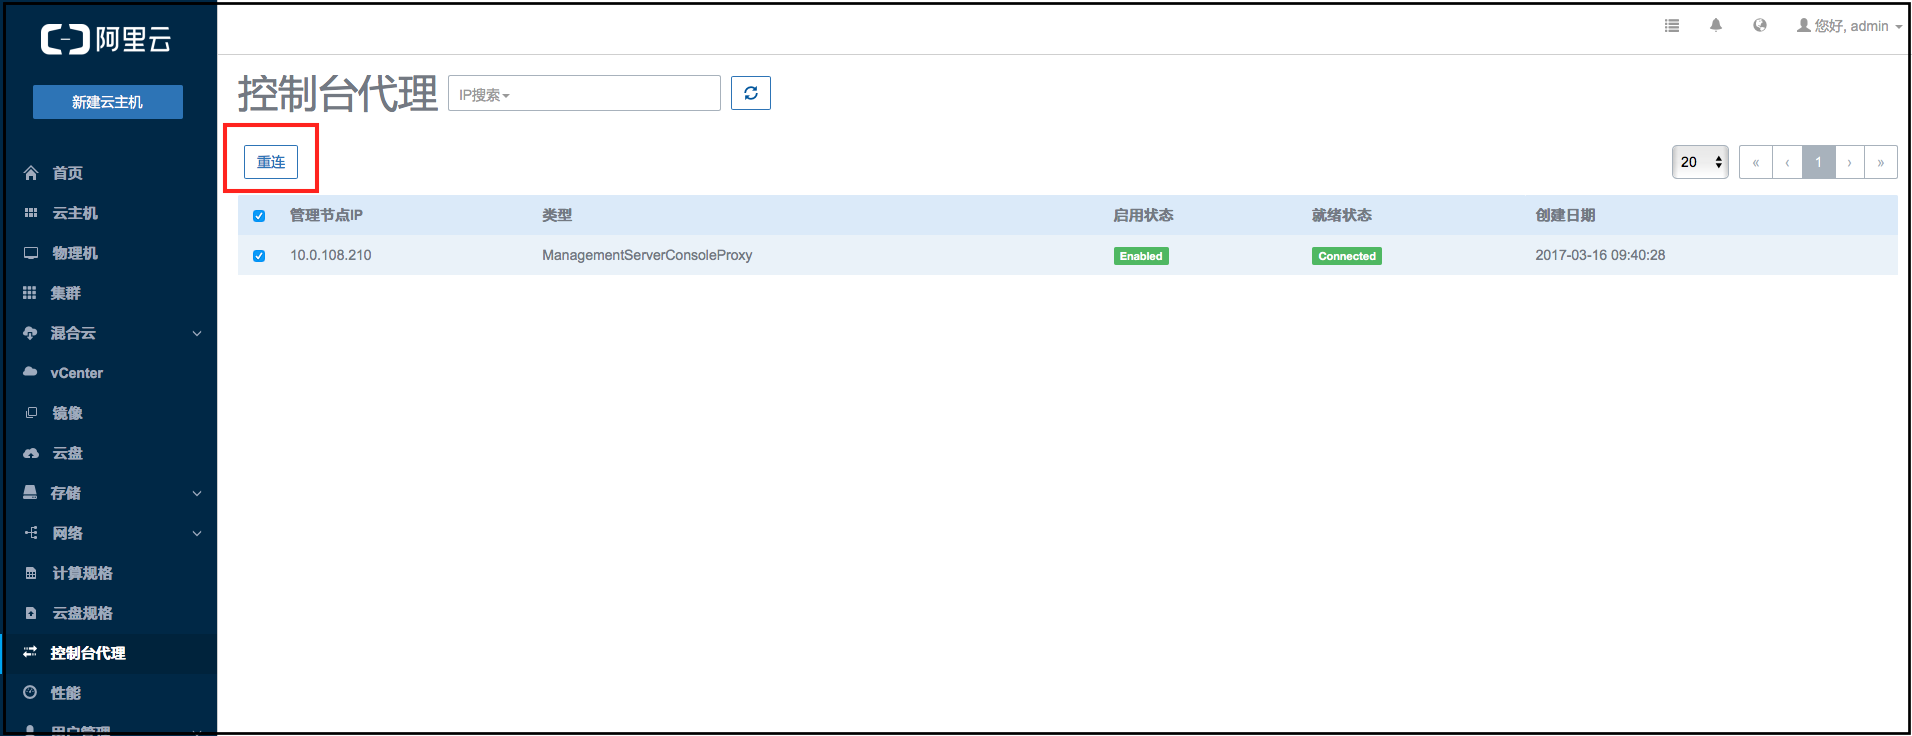 阿里云
您好, admin
新建云主机
控制台代理
IP搜索
重连
20
« ‹ 1 › »
管理节点IP 类型 启用状态 就绪状态 创建日期
10.0.108.210 ManagementServerConsoleProxy Enabled Connected 2017-03-16 09:40:28
首页
云主机
物理机
集群
混合云
vCenter
镜像
云盘
存储
网络
计算规格
云盘规格
控制台代理
性能
用户管理